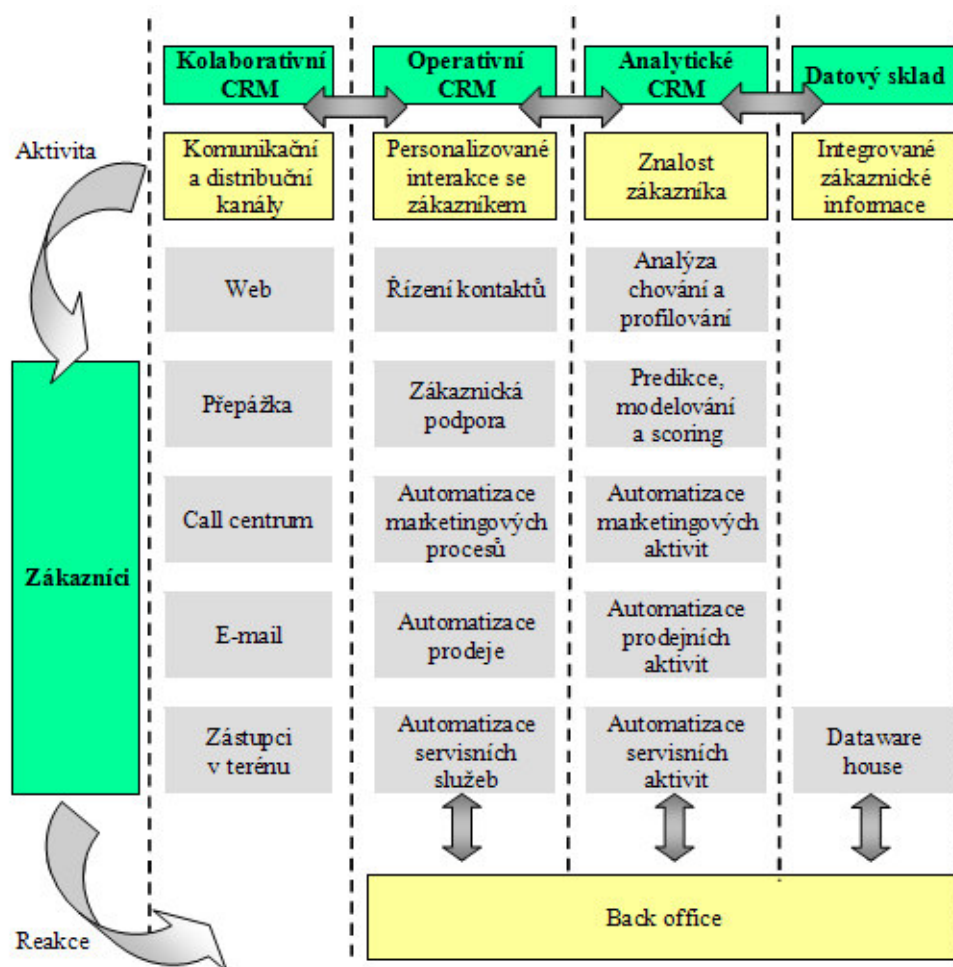 Kolaborativní
CRM
Operativní
CRM
Analytické
CRM
Datový sklad
Aktivita
Komunikační
a distribuční
kanály
Personalizované
interakce se
zákazníkem
Znalost
zákazníka
Integrované
zákaznické
informace
Web
Řízení kontaktů
Analýza
chování a
profilování
Přepážka
Zákaznická
podpora
Predikce,
modelování
a scoring
Call centrum
Automatizace
marketingových
procesů
Automatizace
marketingových
aktivit
Zákazníci
E-mail
Automatizace
prodeje
Automatizace
prodejních
aktivit
Zástupci
v terénu
Automatizace
servisních
služeb
Automatizace
servisních
aktivit
Dataware
house
Back office
Reakce